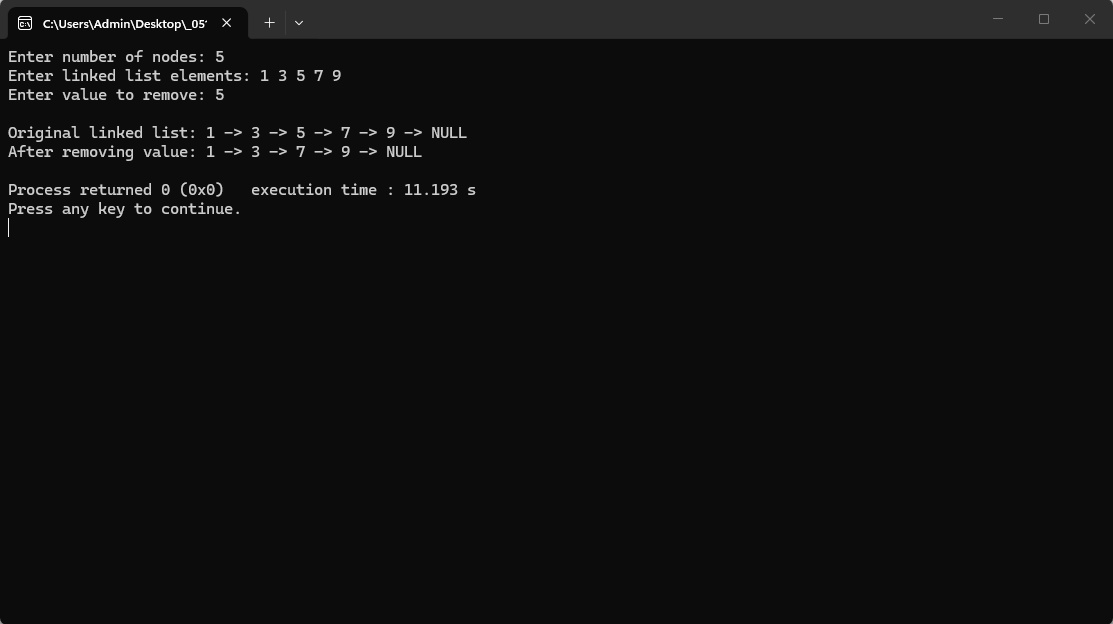 C:\Users\Admin\Desktop\_05
Enter number of nodes: 5
Enter linked list elements: 1 3 5 7 9
Enter value to remove: 5
Original linked list: 1 -> 3 -> 5 -> 7 -> 9 -> NULL
After removing value: 1 -> 3 -> 7 -> 9 -> NULL
Process returned 0 (0x0)   execution time : 11.193 s
Press any key to continue.